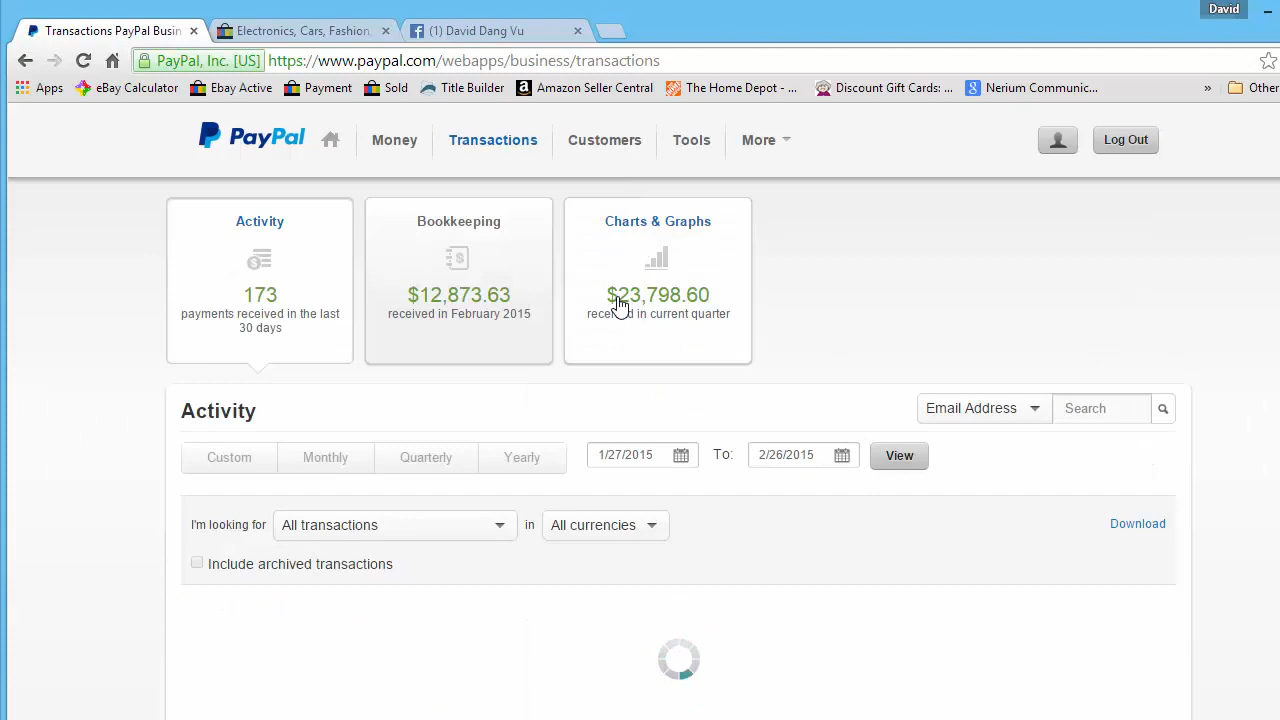 David
Transactions PayPal Busin
Electronics, Cars, Fashion,
(1) David Dang Vu
PayPal, Inc. [US] https://www.paypal.com/webapps/business/transactions
Apps eBay Calculator Ebay Activ Payment Sold Title Builder Amazon Seller Central The Home Depot - ... Discount Gift Cards: ... Nerium Communic... » Other
PayPal Money Transactions Customers Tools More Log Out
Activity Bookkeeping Charts & Graphs
173 $12,873.63 $23,798.60
payments received in the last received in February 2015 received in current quarter
30 days
Activity Email Address Search
Custom Monthly Quarterly Yearly 1/27/2015 To: 2/26/2015 View
I'm looking for All transactions in All currencies Download
Include archived transactions